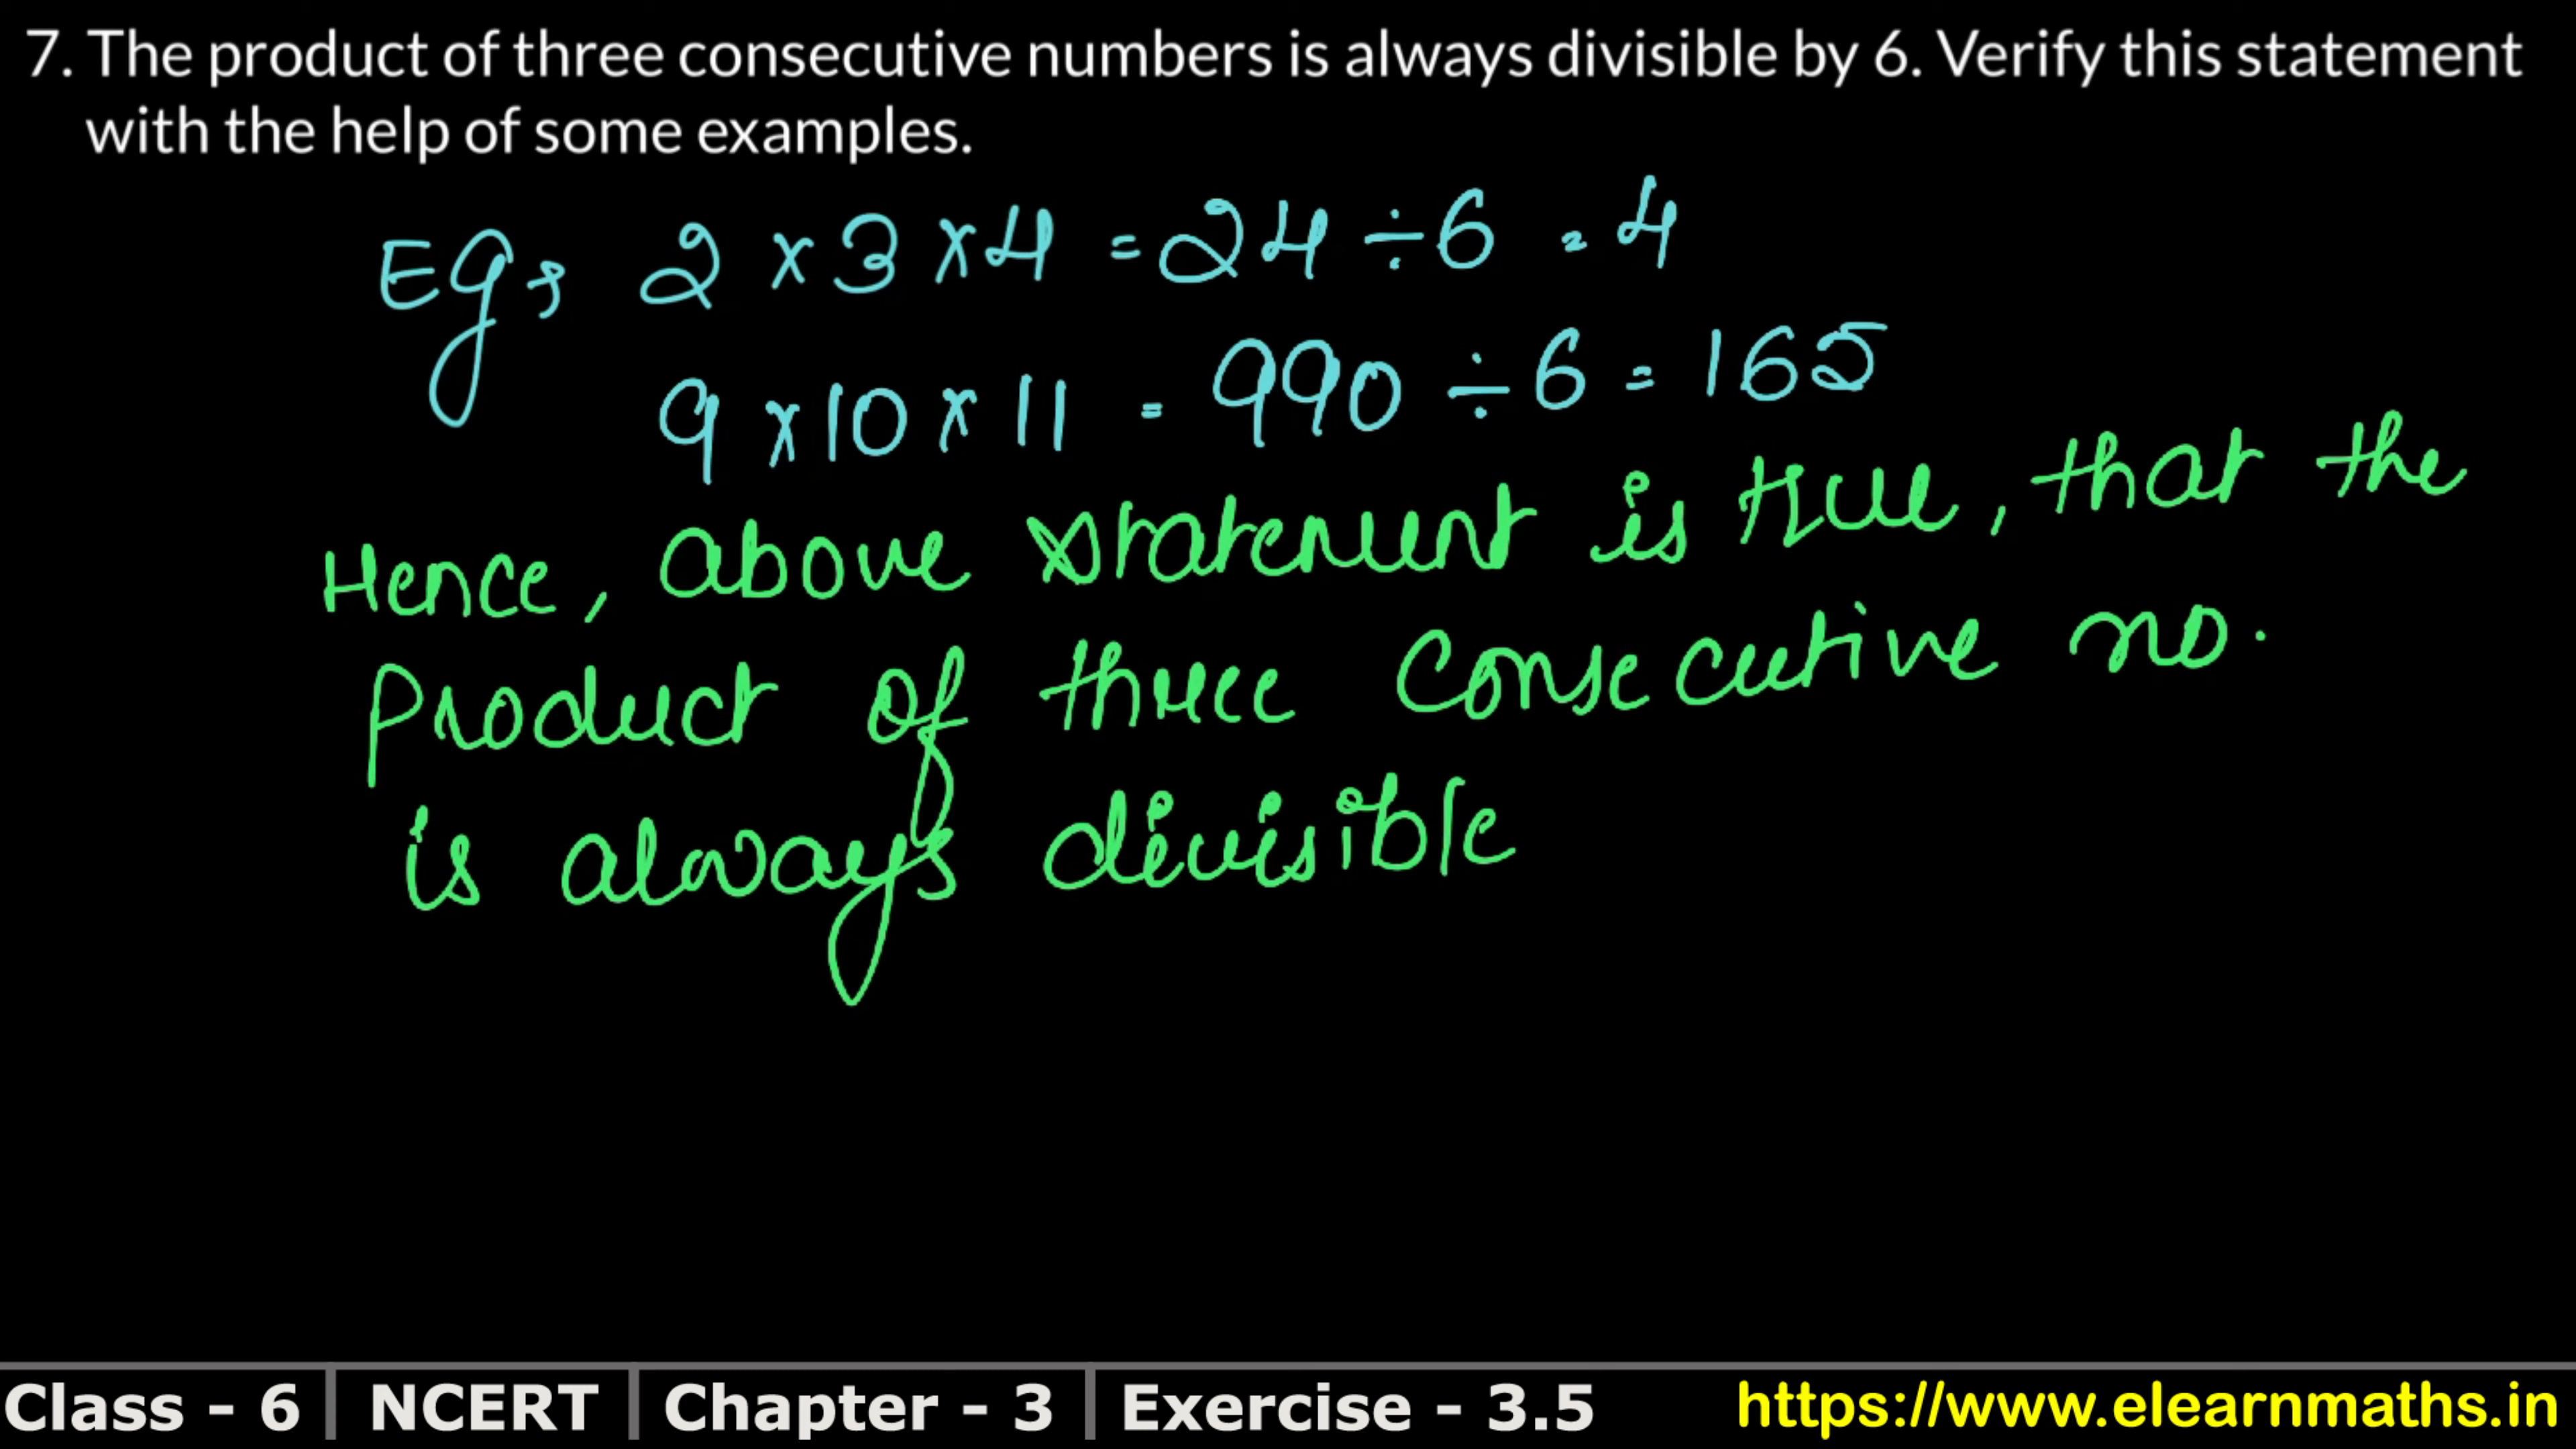 7. The product of three consecutive numbers is always divisible by 6. Verify this statement
with the help of some examples.
Eg, 2 × 3 × 4 = 24 ÷ 6 = 4
9 × 10 × 11 = 990 ÷ 6 = 165
Hence, above statement is true, that the
product of three consecutive no.
is always divisible
Class - 6 | NCERT | Chapter - 3 | Exercise - 3.5 https://www.elearnmaths.in